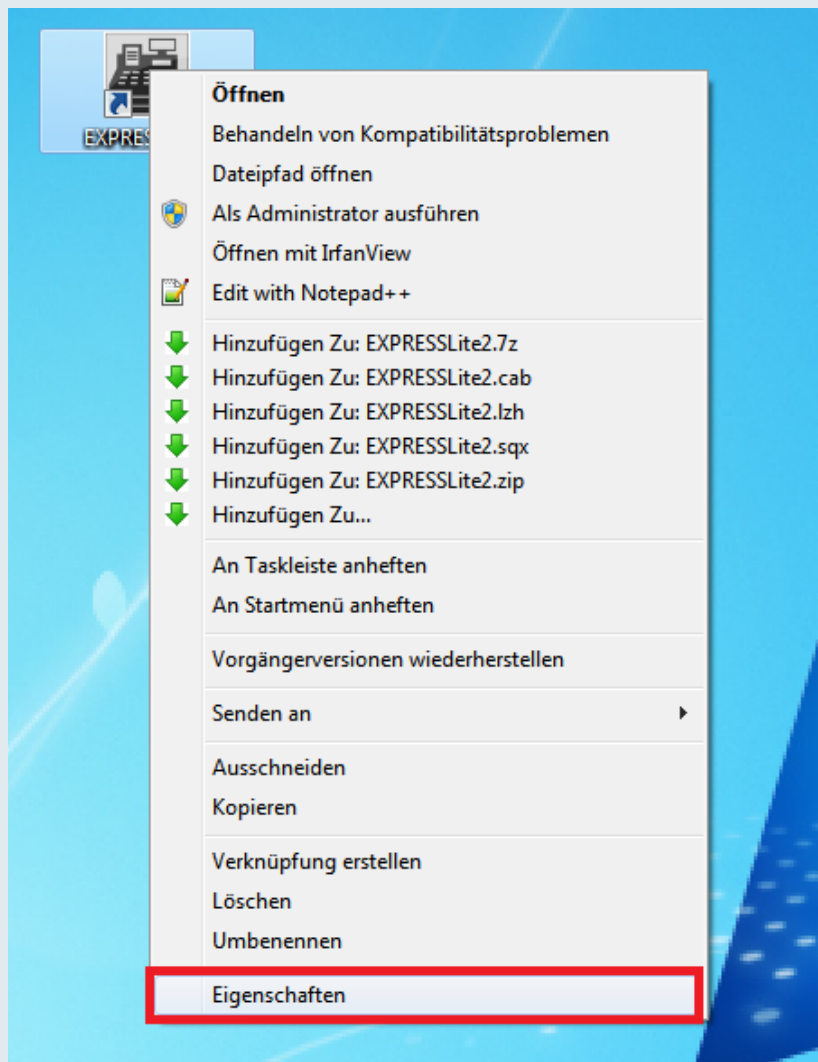 EXPRES
Öffnen
Behandeln von Kompatibilitätsproblemen
Dateipfad öffnen
Als Administrator ausführen
Öffnen mit IrfanView
Edit with Notepad++
Hinzufügen Zu: EXPRESSLite2.7z
Hinzufügen Zu: EXPRESSLite2.cab
Hinzufügen Zu: EXPRESSLite2.lzh
Hinzufügen Zu: EXPRESSLite2.sqx
Hinzufügen Zu: EXPRESSLite2.zip
Hinzufügen Zu...
An Taskleiste anheften
An Startmenü anheften
Vorgängerversionen wiederherstellen
Senden an
Ausschneiden
Kopieren
Verknüpfung erstellen
Löschen
Umbenennen
Eigenschaften